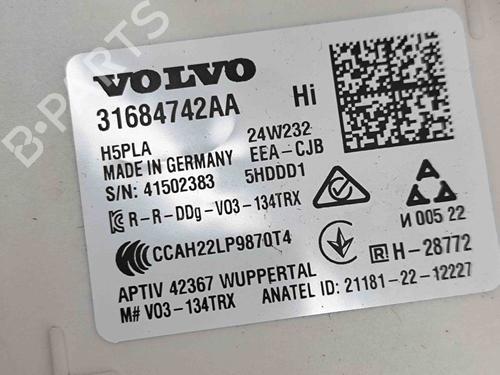 VOLVO
31684742AA Hi
H5PLA 24W232
MADE IN GERMANY EEA-CJB
S/N: 41502383 5HDDD1
R-R-DDg-V03-134TRX
И 005 22
CCAH22LP9870T4
R H-28772
APTIV 42367 WUPPERTAL
M# V03-134TRX ANATEL ID: 21181-22-12227
B-PARTS